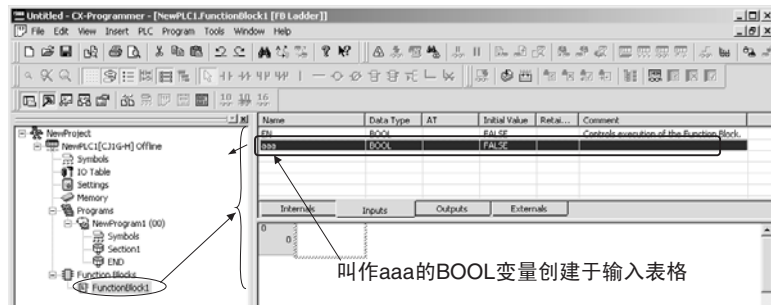 Untitled - CX-Programmer - [NewPLC1.FunctionBlock1 [FB Ladder]]
File Edit View Insert PLC Program Tools Window Help
Name Data Type AT Initial Value Retai... Comment
EN BOOL FALSE Controls execution of the Function Block.
aaa BOOL FALSE
NewProject
NewPLC1[CJ1G-H] Offline
Symbols
IO Table
Settings
Memory
Programs
NewProgram1 (00)
Symbols
Section1
END
Function Blocks
FunctionBlock1
Internals Inputs Outputs Externals
0
0
叫作aaa的BOOL变量创建于输入表格